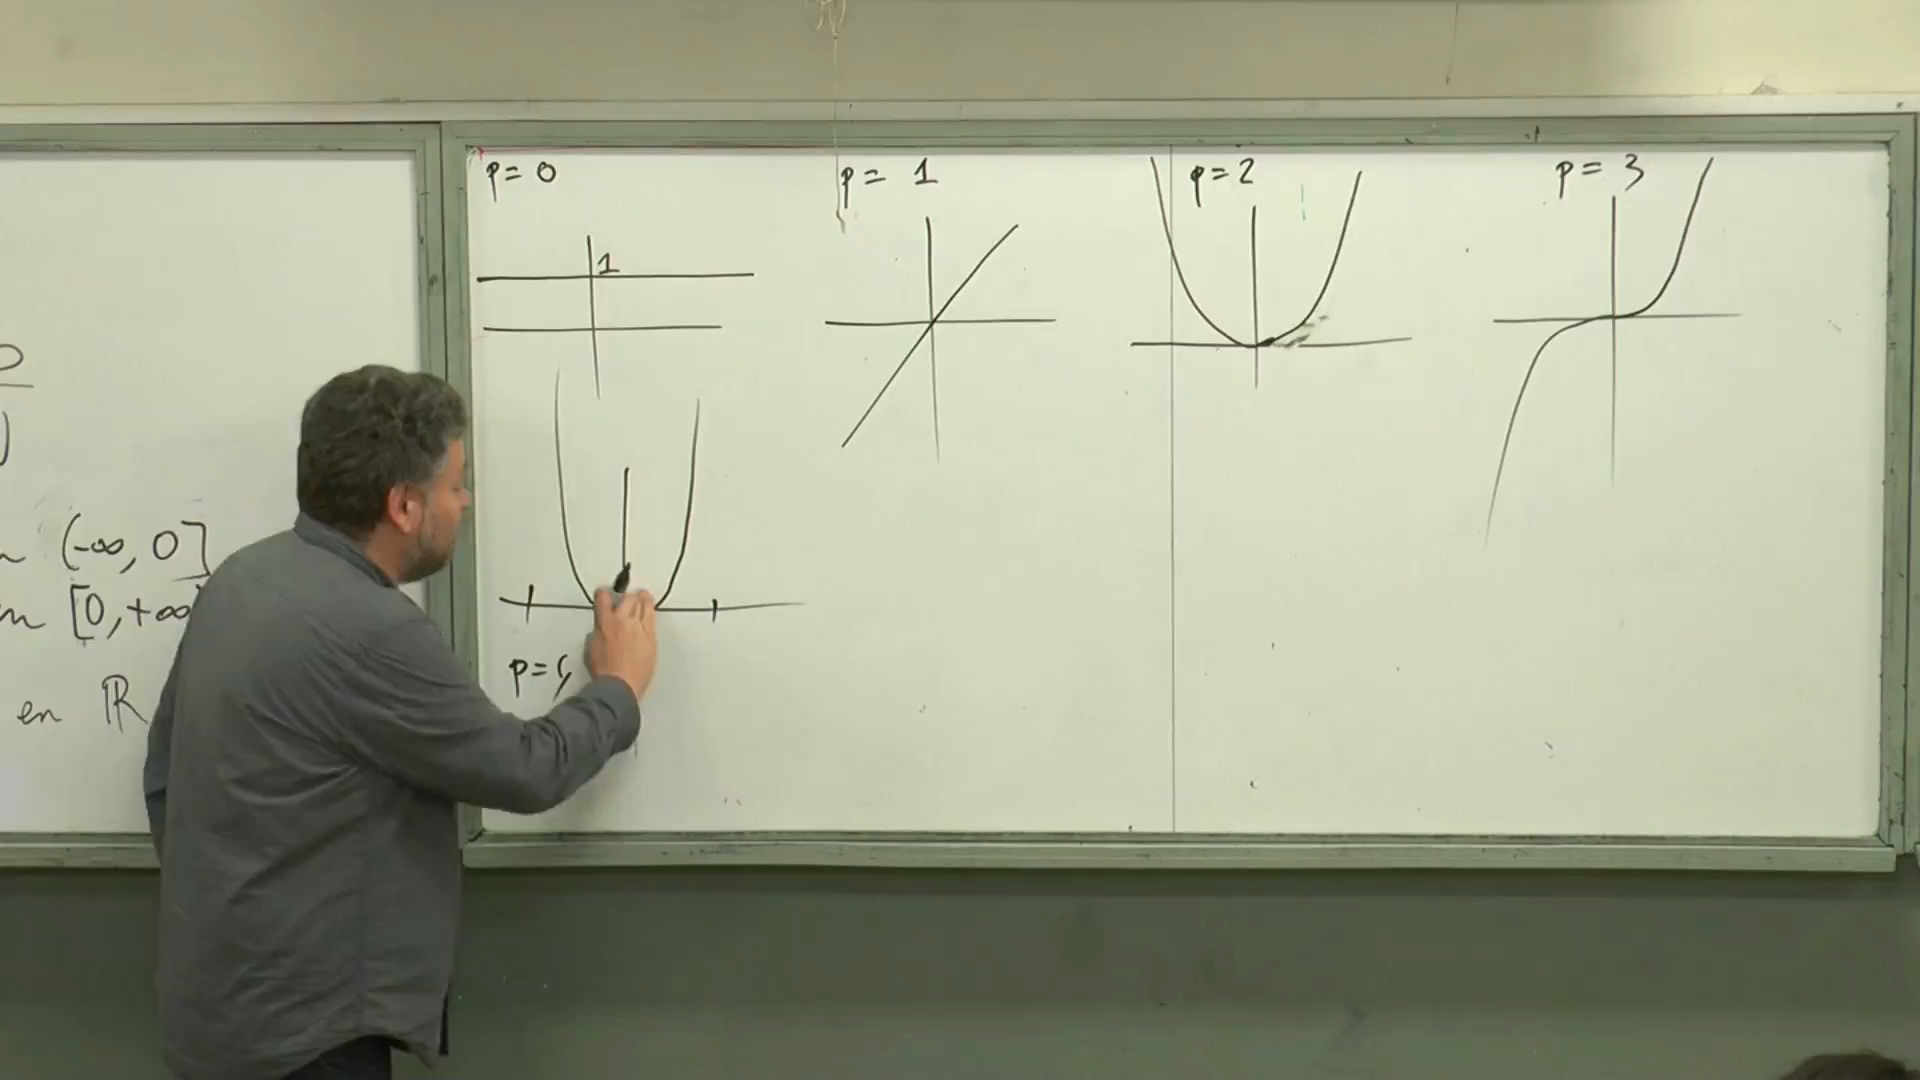 (-∞, 0]
[0, +∞
en ℝ
p = 0
1
p = 1
p = 2
p = 3
p =